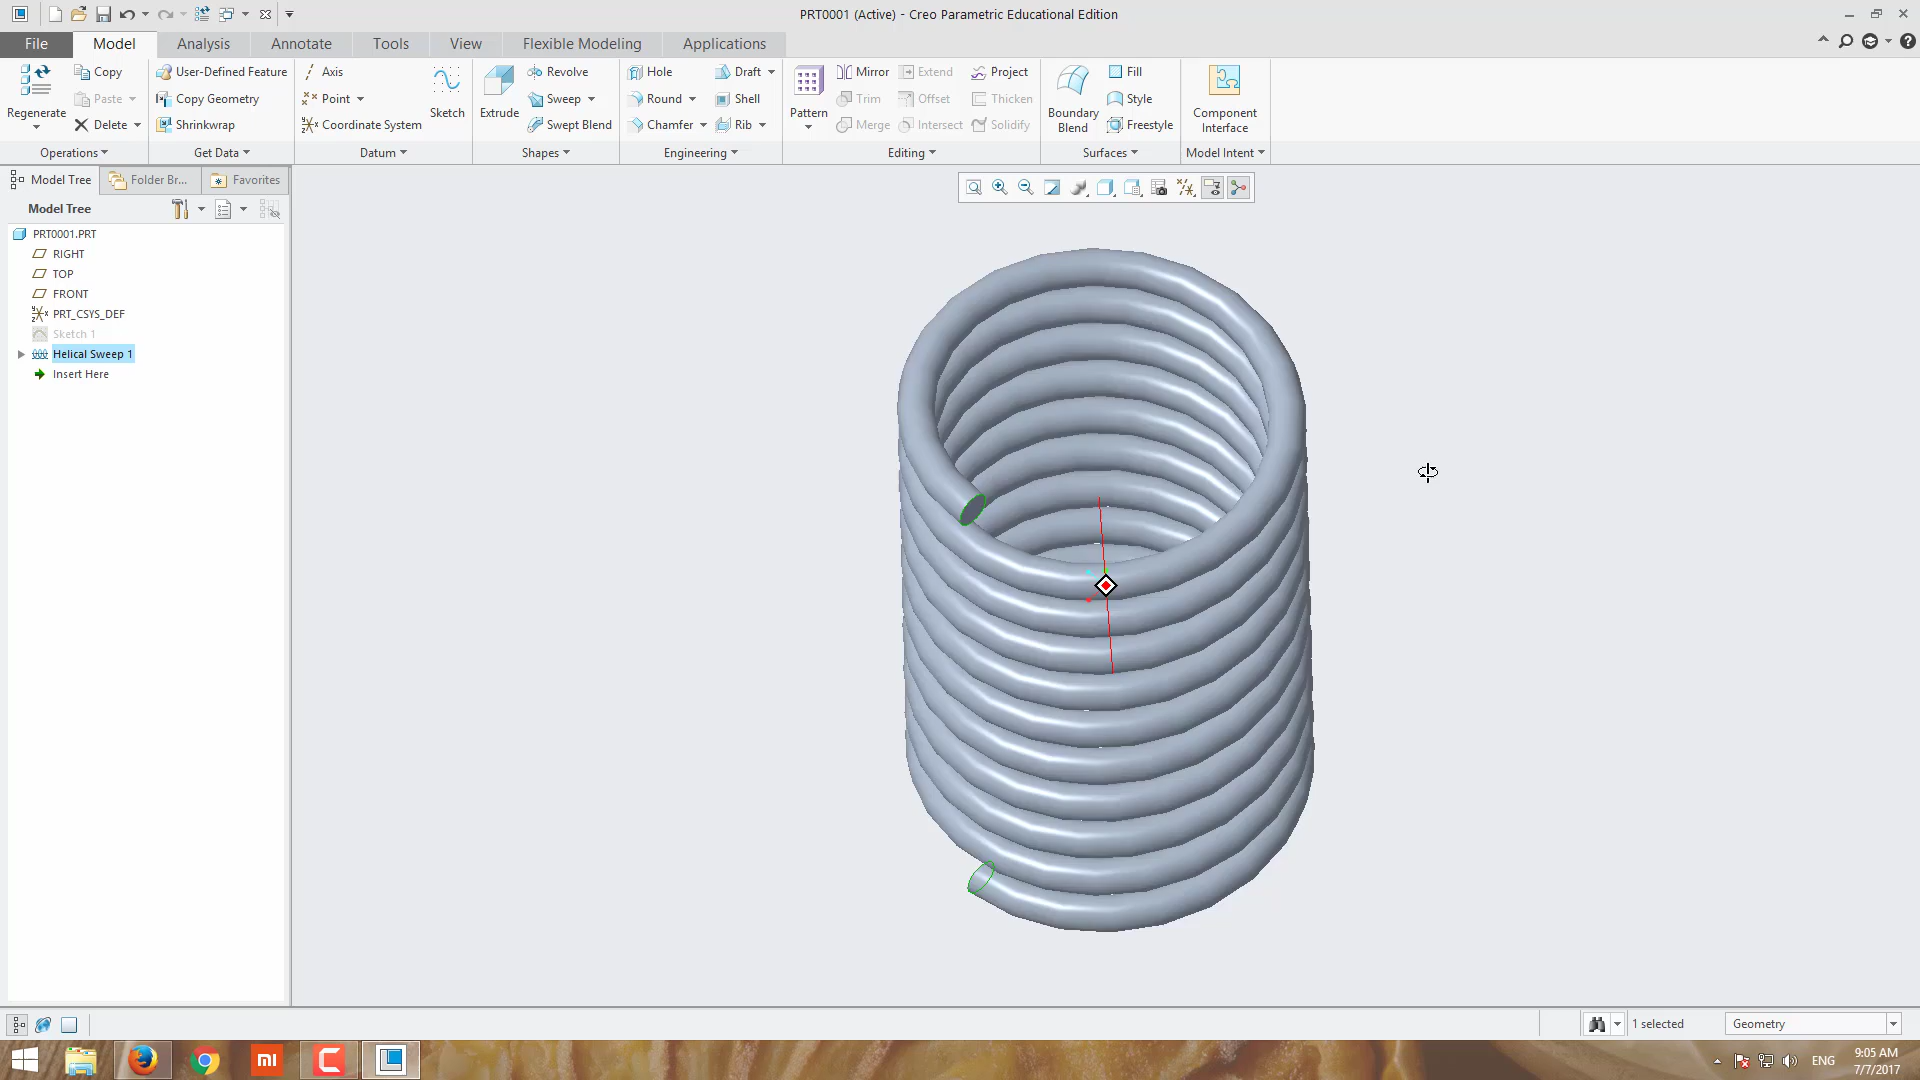 PRT0001 (Active) - Creo Parametric Educational Edition
File Model Analysis Annotate Tools View Flexible Modeling Applications
Copy User-Defined Feature Axis Revolve Hole Draft Mirror Extend Project Fill
Paste Copy Geometry Point Sweep Round Shell Trim Offset Thicken Style
Regenerate Sketch Extrude Pattern Boundary Blend Component Interface
Delete Shrinkwrap Coordinate System Swept Blend Chamfer Rib Merge Intersect Solidify Freestyle
Operations Get Data Datum Shapes Engineering Editing Surfaces Model Intent
Model Tree Folder Br... Favorites
Model Tree
PRT0001.PRT
RIGHT
TOP
FRONT
PRT_CSYS_DEF
Sketch 1
Helical Sweep 1
Insert Here
1 selected Geometry
mi
ENG 9:05 AM
7/7/2017